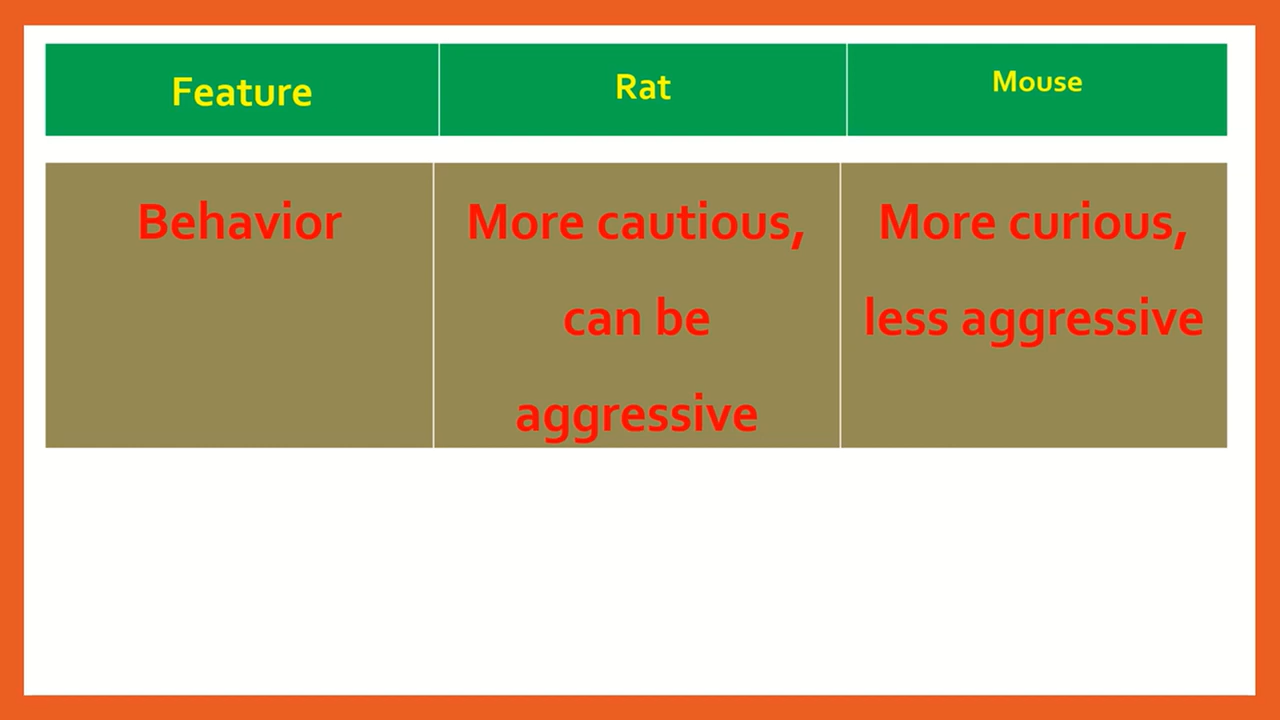 Feature Rat Mouse
Behavior More cautious, More curious,
can be less aggressive
aggressive